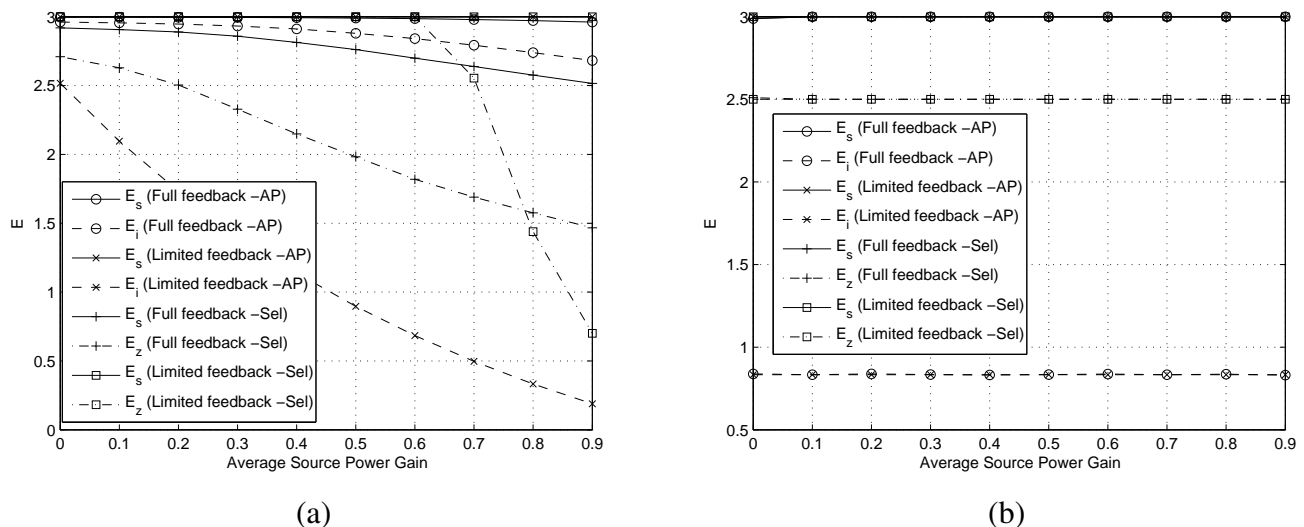 3
2.5
2
1.5
1
0.5
0
E
E_s (Full feedback −AP)
E_i (Full feedback −AP)
E_s (Limited feedback −AP)
E_i (Limited feedback −AP)
E_s (Full feedback −Sel)
E_z (Full feedback −Sel)
E_s (Limited feedback −Sel)
E_z (Limited feedback −Sel)
0 0.1 0.2 0.3 0.4 0.5 0.6 0.7 0.8 0.9
Average Source Power Gain
(a)
3
2.5
2
1.5
1
0.5
E
E_s (Full feedback −AP)
E_i (Full feedback −AP)
E_s (Limited feedback −AP)
E_i (Limited feedback −AP)
E_s (Full feedback −Sel)
E_z (Full feedback −Sel)
E_s (Limited feedback −Sel)
E_z (Limited feedback −Sel)
0 0.1 0.2 0.3 0.4 0.5 0.6 0.7 0.8 0.9
Average Source Power Gain
(b)